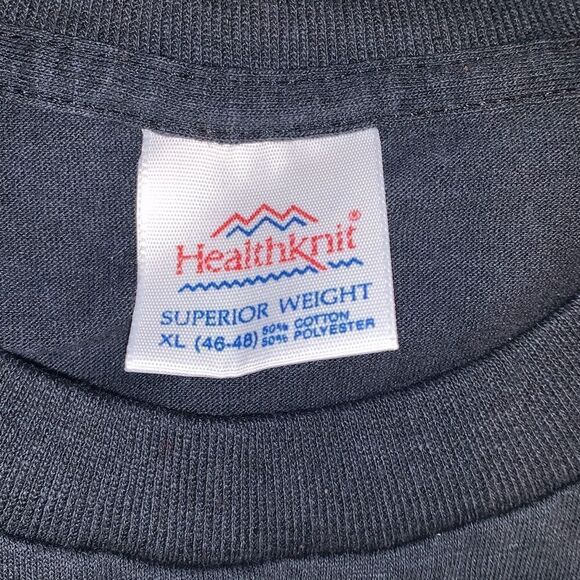 Healthknit®
SUPERIOR WEIGHT
XL (46-48) 50% COTTON
50% POLYESTER